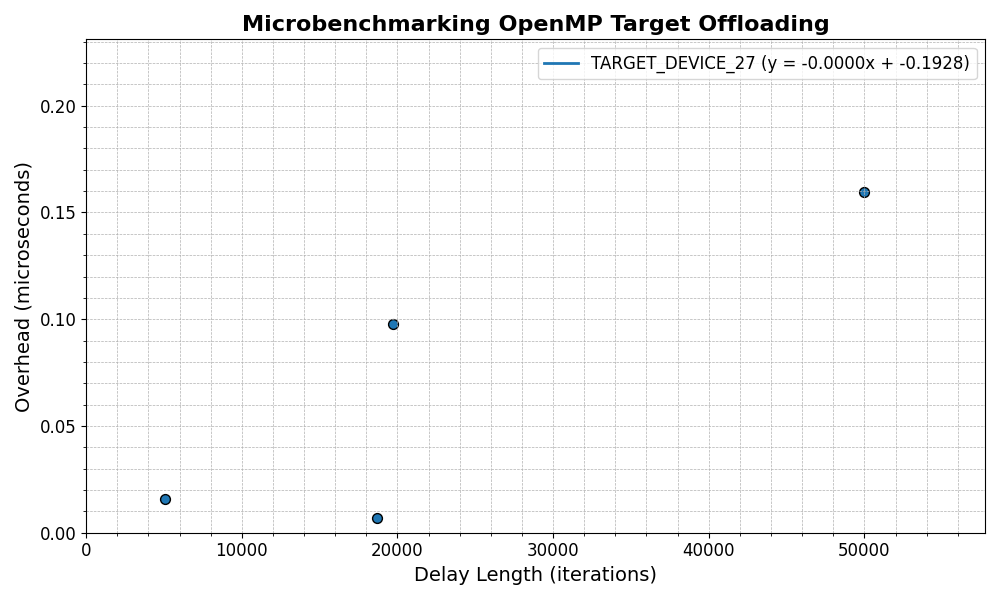 Microbenchmarking OpenMP Target Offloading
TARGET_DEVICE_27 (y = -0.0000x + -0.1928)
Overhead (microseconds)
0.20
0.15
0.10
0.05
0.00
0 10000 20000 30000 40000 50000
Delay Length (iterations)